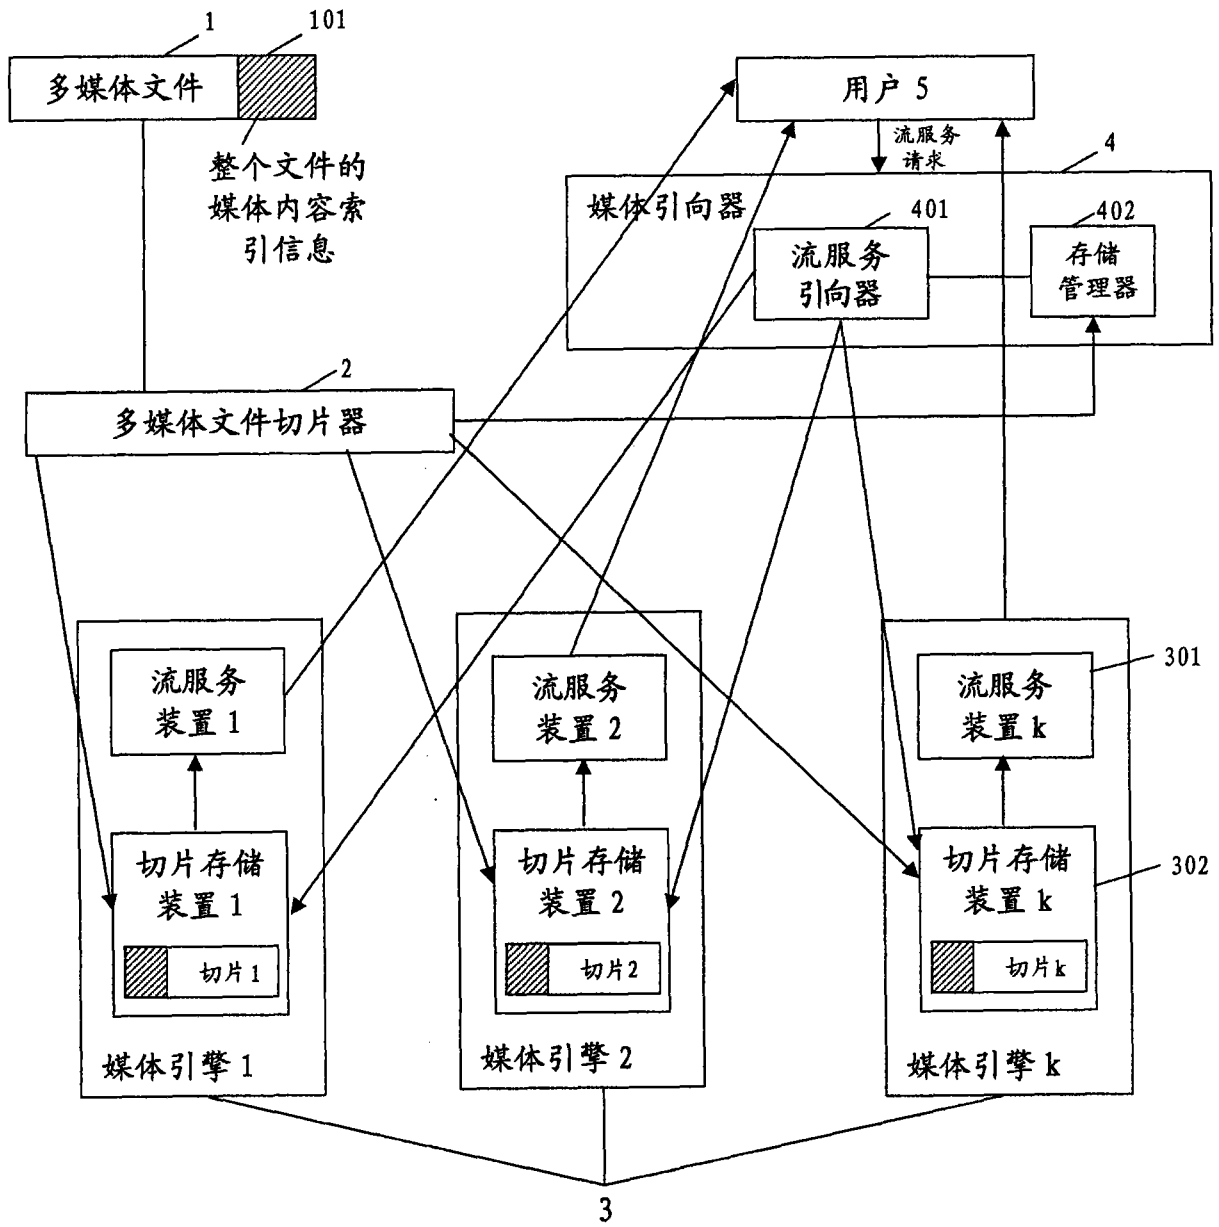 1
101
多媒体文件
整个文件的
媒体内容索
引信息
用户 5
流服务
请求
4
媒体引向器
401
流服务
引向器
402
存储
管理器
2
多媒体文件切片器
流服务
装置 1
切片存储
装置 1
切片1
媒体引擎 1
流服务
装置 2
切片存储
装置 2
切片2
媒体引擎 2
301
流服务
装置 k
302
切片存储
装置 k
切片k
媒体引擎 k
3